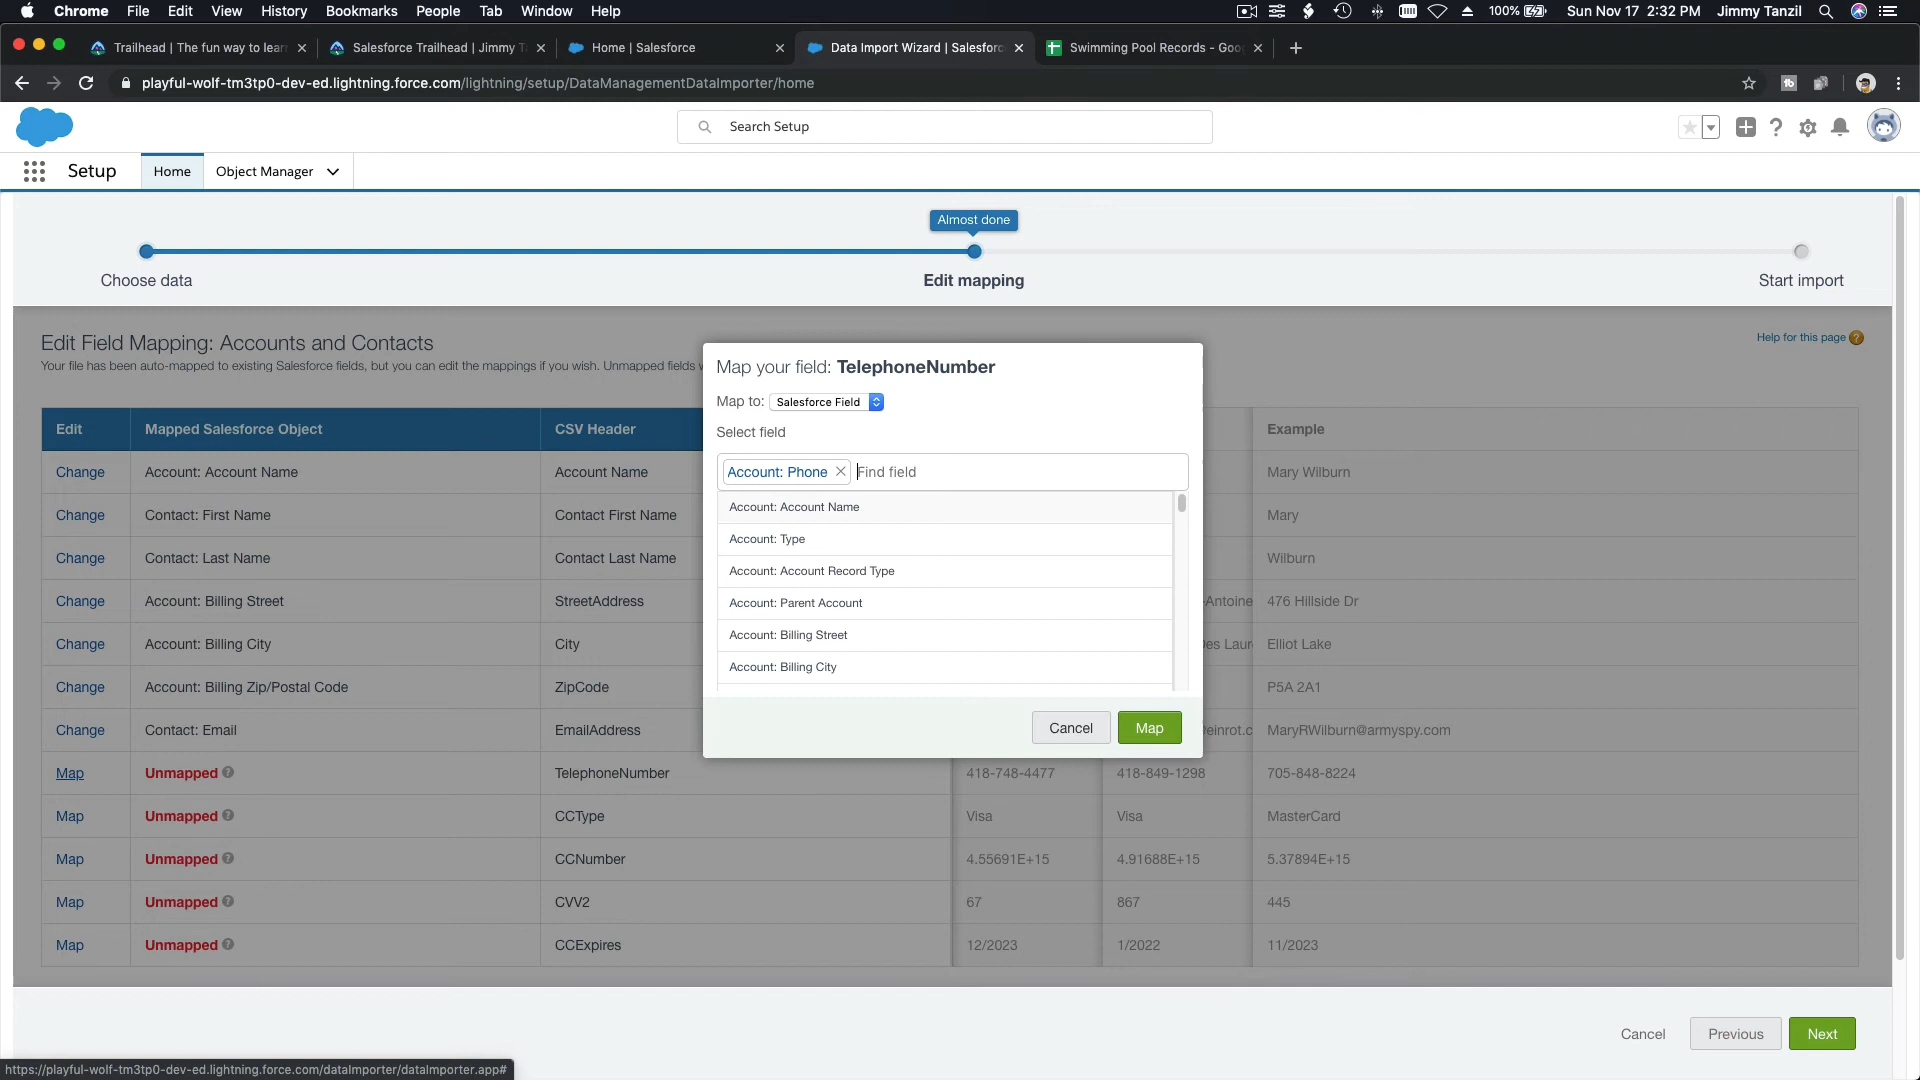 Chrome File Edit View History Bookmarks People Tab Window Help 100% Sun Nov 17 2:32 PM Jimmy Tanzil
Trailhead | The fun way to lear Salesforce Trailhead | Jimmy T Home | Salesforce Data Import Wizard | Salesforc Swimming Pool Records - Goo
playful-wolf-tm3tp0-dev-ed.lightning.force.com/lightning/setup/DataManagementDataImporter/home
Search Setup
Setup Home Object Manager
Almost done
Choose data Edit mapping Start import
Edit Field Mapping: Accounts and Contacts
Help for this page
Your file has been auto-mapped to existing Salesforce fields, but you can edit the mappings if you wish. Unmapped fields
Edit Mapped Salesforce Object CSV Header Example
Change Account: Account Name Account Name Mary Wilburn
Change Contact: First Name Contact First Name Mary
Change Contact: Last Name Contact Last Name Wilburn
Change Account: Billing Street StreetAddress -Antoine 476 Hillside Dr
Change Account: Billing City City Des Laur Elliot Lake
Change Account: Billing Zip/Postal Code ZipCode P5A 2A1
Change Contact: Email EmailAddress einrot.c MaryRWilburn@armyspy.com
Map Unmapped TelephoneNumber 418-748-4477 418-849-1298 705-848-8224
Map Unmapped CCType Visa Visa MasterCard
Map Unmapped CCNumber 4.55691E+15 4.91688E+15 5.37894E+15
Map Unmapped CVV2 67 867 445
Map Unmapped CCExpires 12/2023 1/2022 11/2023
Map your field: TelephoneNumber
Map to: Salesforce Field
Select field
Account: Phone Find field
Account: Account Name
Account: Type
Account: Account Record Type
Account: Parent Account
Account: Billing Street
Account: Billing City
Cancel Map
Cancel Previous Next
https://playful-wolf-tm3tp0-dev-ed.lightning.force.com/dataImporter/dataImporter.app#